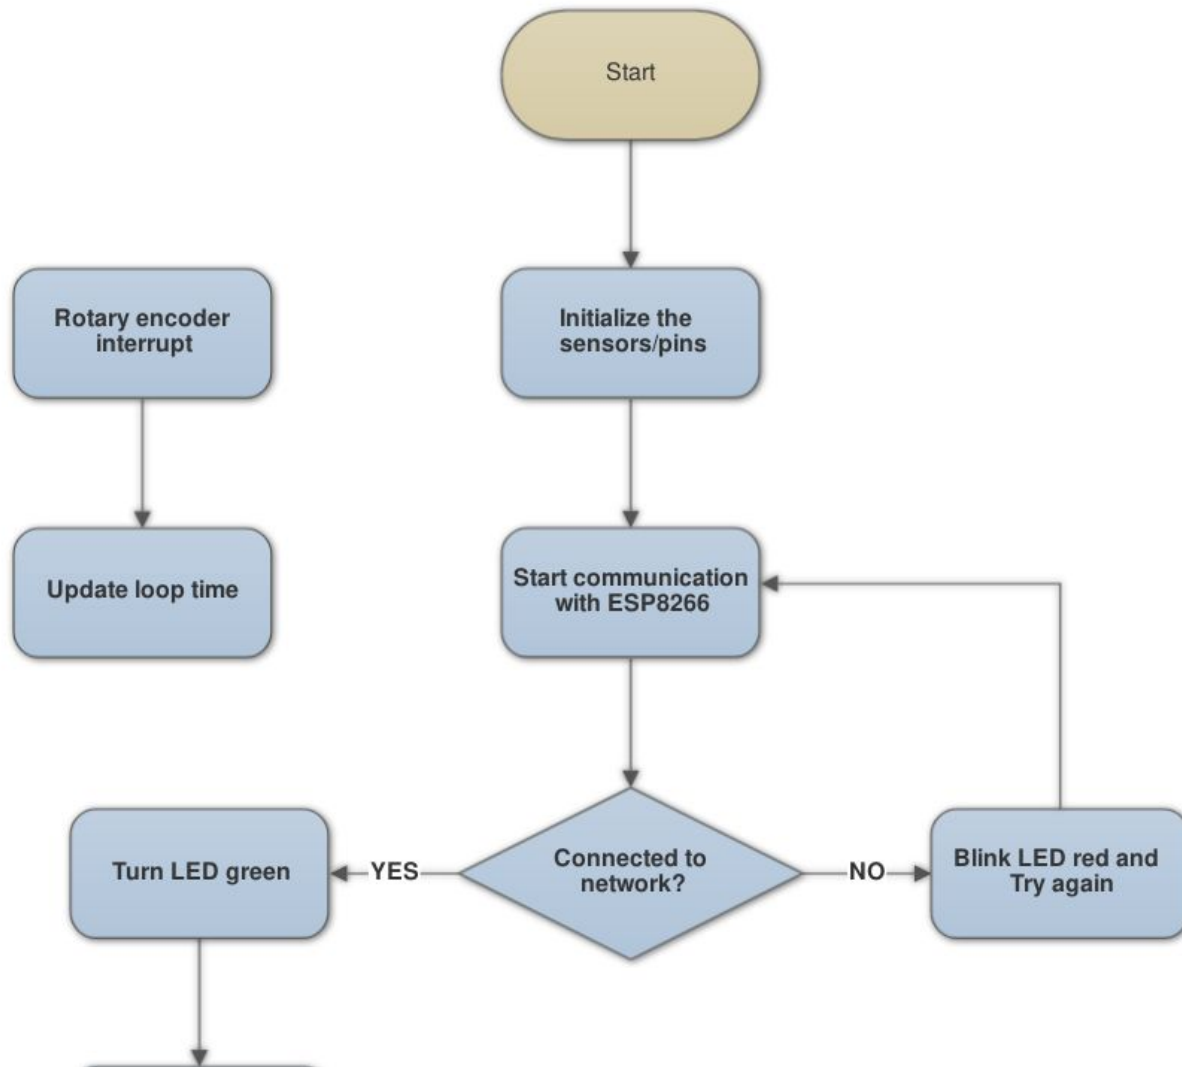 Start
Rotary encoder
interrupt
Initialize the
sensors/pins
Update loop time
Start communication
with ESP8266
Turn LED green
YES
Connected to
network?
NO
Blink LED red and
Try again